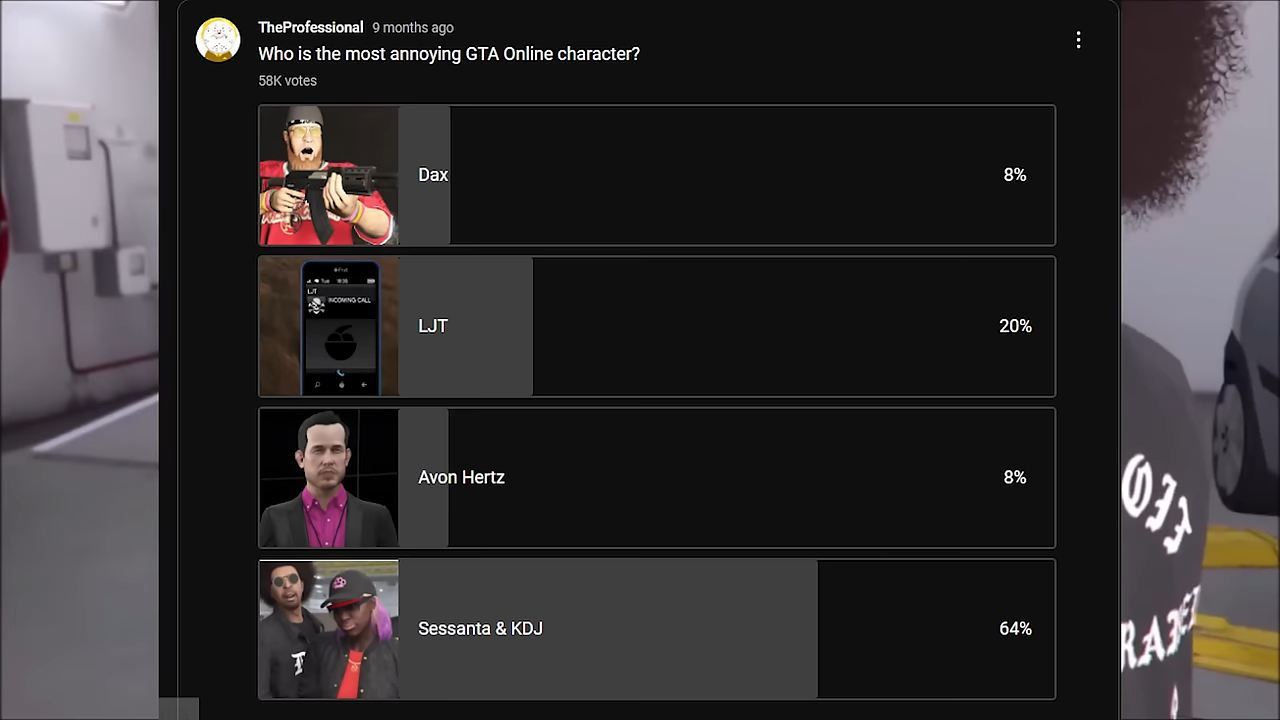 TheProfessional 9 months ago
Who is the most annoying GTA Online character?
58K votes
Dax 8%
LJT
INCOMING CALL
LJT 20%
Avon Hertz 8%
Sessanta & KDJ 64%